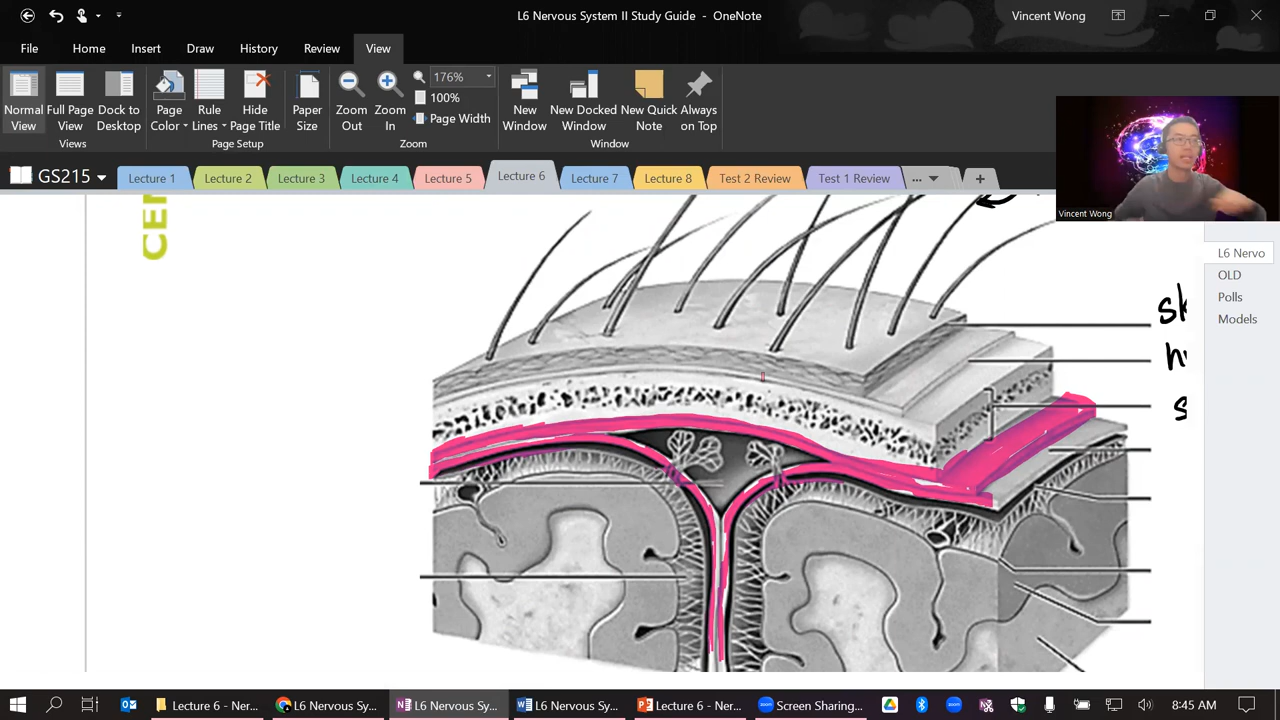 L6 Nervous System II Study Guide - OneNote
Vincent Wong
File
Home
Insert
Draw
History
Review
View
Normal View
Full Page View
Dock to Desktop
Views
Page Color
Rule Lines
Hide Page Title
Page Setup
Paper Size
Zoom Out
Zoom In
176%
100%
Page Width
Zoom
New Window
New Docked Window
New Quick Note
Always on Top
Window
GS215
Lecture 1
Lecture 2
Lecture 3
Lecture 4
Lecture 5
Lecture 6
Lecture 7
Lecture 8
Test 2 Review
Test 1 Review
...
Vincent Wong
L6 Nervo
OLD
Polls
Models
CE
sk
s
Lecture 6 - Ner...
L6 Nervous Sy...
L6 Nervous Sy...
L6 Nervous Sy...
Lecture 6 - Ner...
Screen Sharing...
8:45 AM